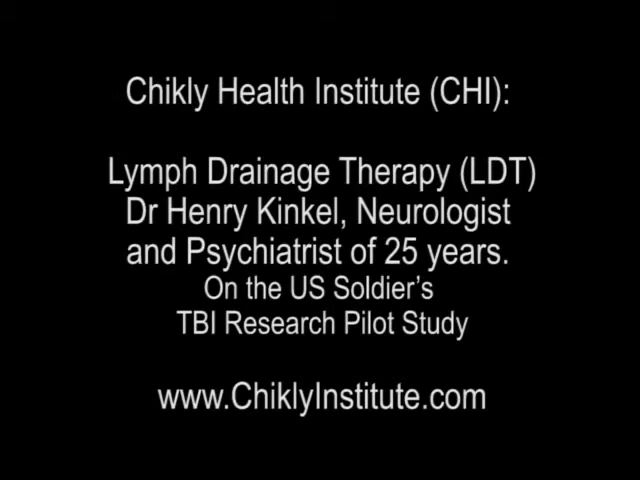 Chikly Health Institute (CHI):
Lymph Drainage Therapy (LDT)
Dr Henry Kinkel, Neurologist
and Psychiatrist of 25 years.
On the US Soldier's
TBI Research Pilot Study
www.ChiklyInstitute.com